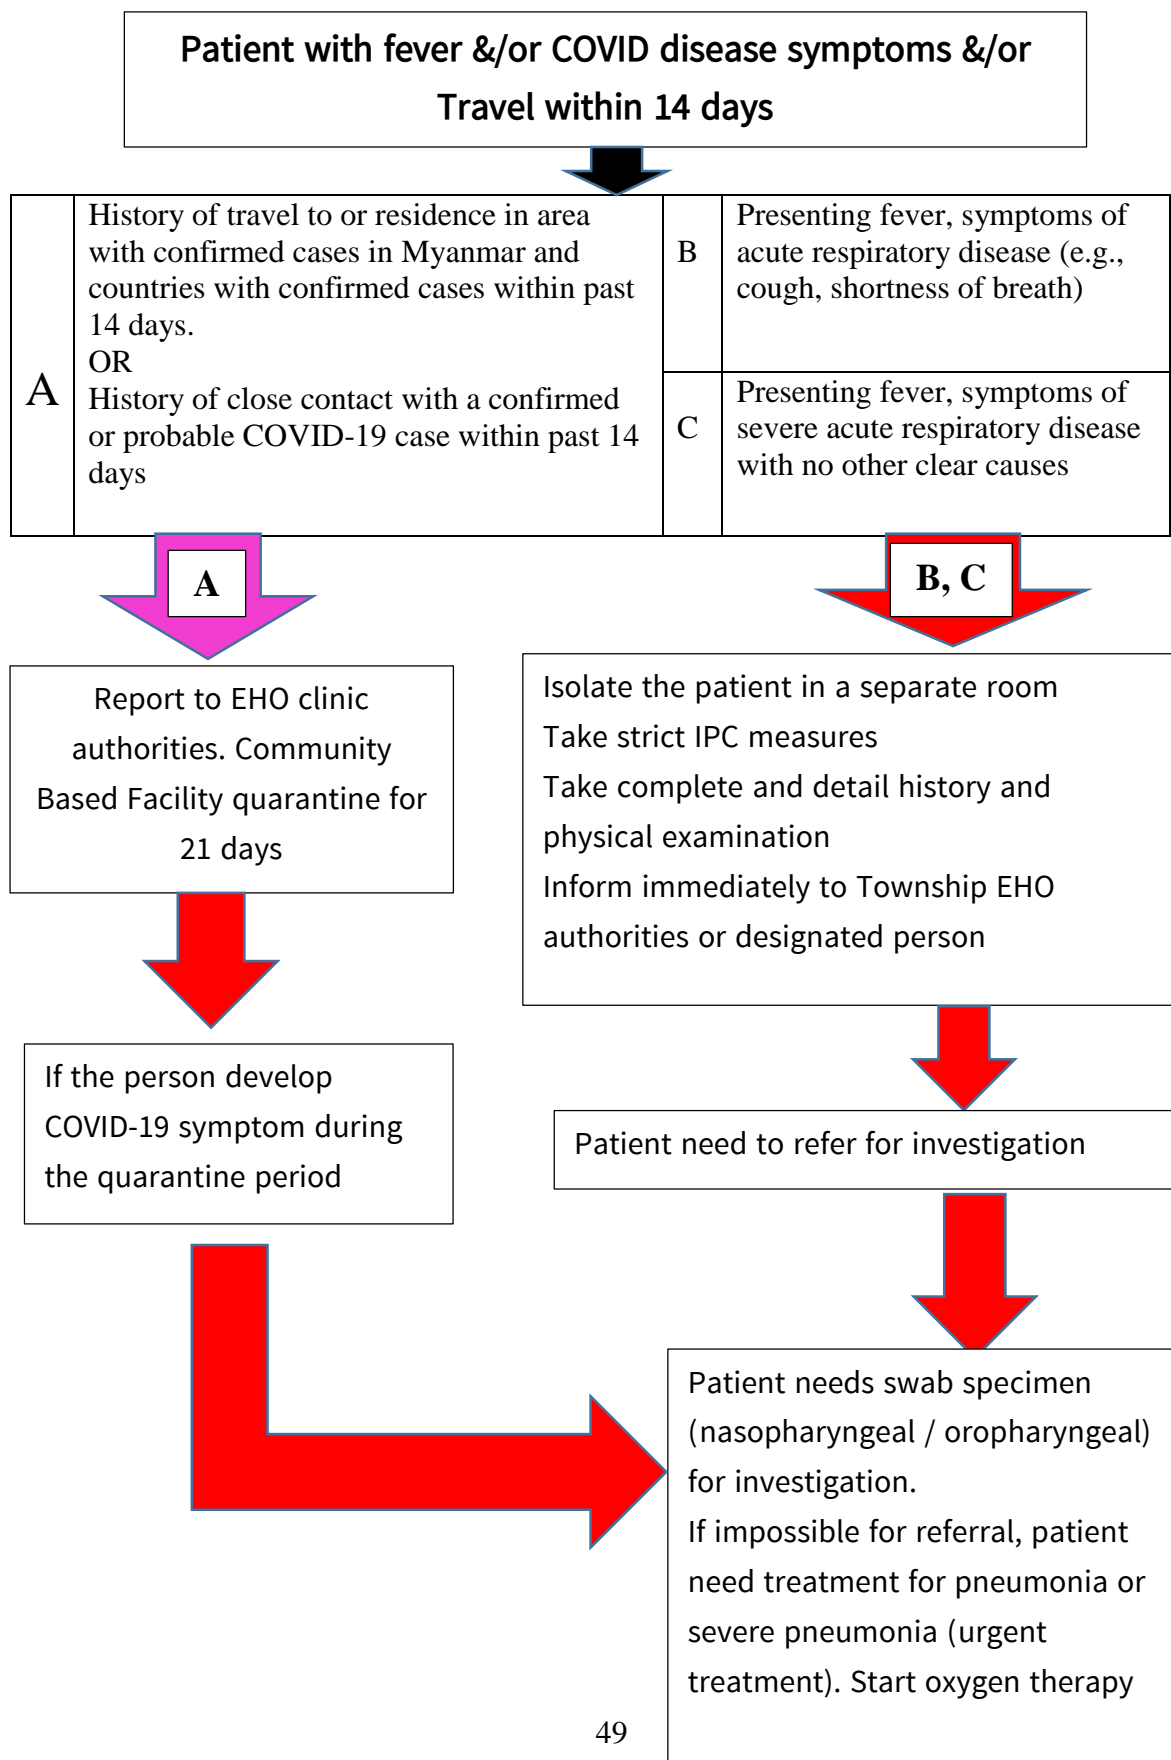 Patient with fever &/or COVID disease symptoms &/or
Travel within 14 days
A
History of travel to or residence in area
with confirmed cases in Myanmar and
countries with confirmed cases within past
14 days.
OR
History of close contact with a confirmed
or probable COVID-19 case within past 14
days
B
Presenting fever, symptoms of
acute respiratory disease (e.g.,
cough, shortness of breath)
C
Presenting fever, symptoms of
severe acute respiratory disease
with no other clear causes
A
B, C
Report to EHO clinic
authorities. Community
Based Facility quarantine for
21 days
Isolate the patient in a separate room
Take strict IPC measures
Take complete and detail history and
physical examination
Inform immediately to Township EHO
authorities or designated person
If the person develop
COVID-19 symptom during
the quarantine period
Patient need to refer for investigation
Patient needs swab specimen
(nasopharyngeal / oropharyngeal)
for investigation.
If impossible for referral, patient
need treatment for pneumonia or
severe pneumonia (urgent
treatment). Start oxygen therapy
49